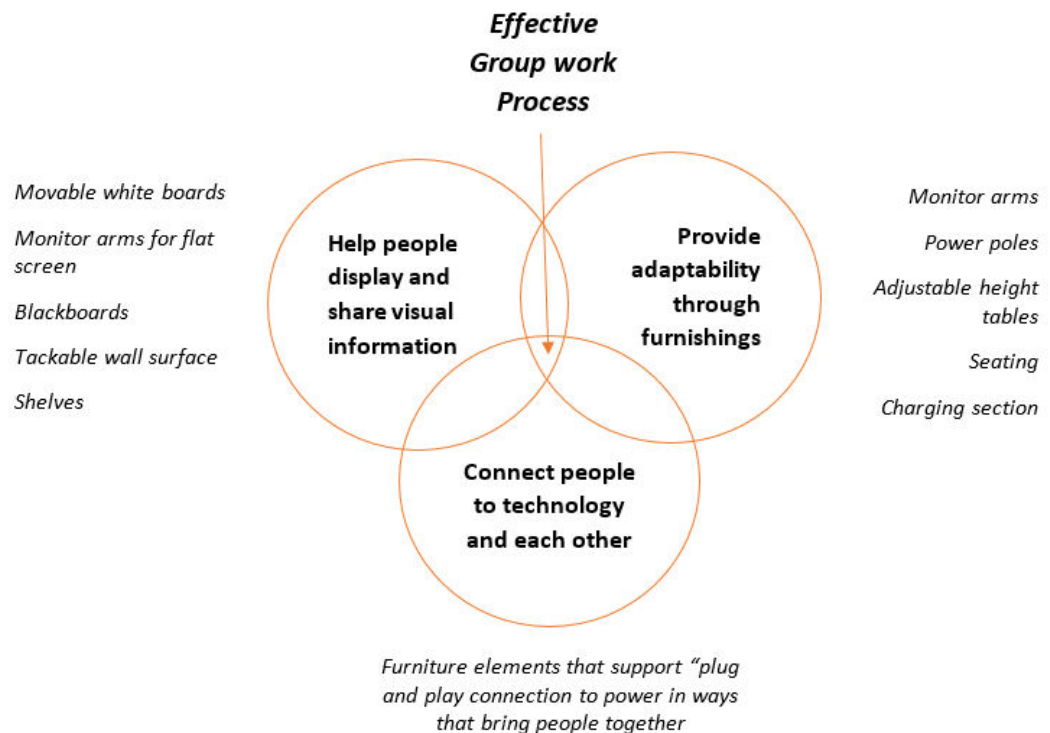 Effective
Group work
Process
Movable white boards
Monitor arms for flat
screen
Blackboards
Tackable wall surface
Shelves
Help people
display and
share visual
information
Provide
adaptability
through
furnishings
Monitor arms
Power poles
Adjustable height
tables
Seating
Charging section
Connect people
to technology
and each other
Furniture elements that support “plug
and play connection to power in ways
that bring people together